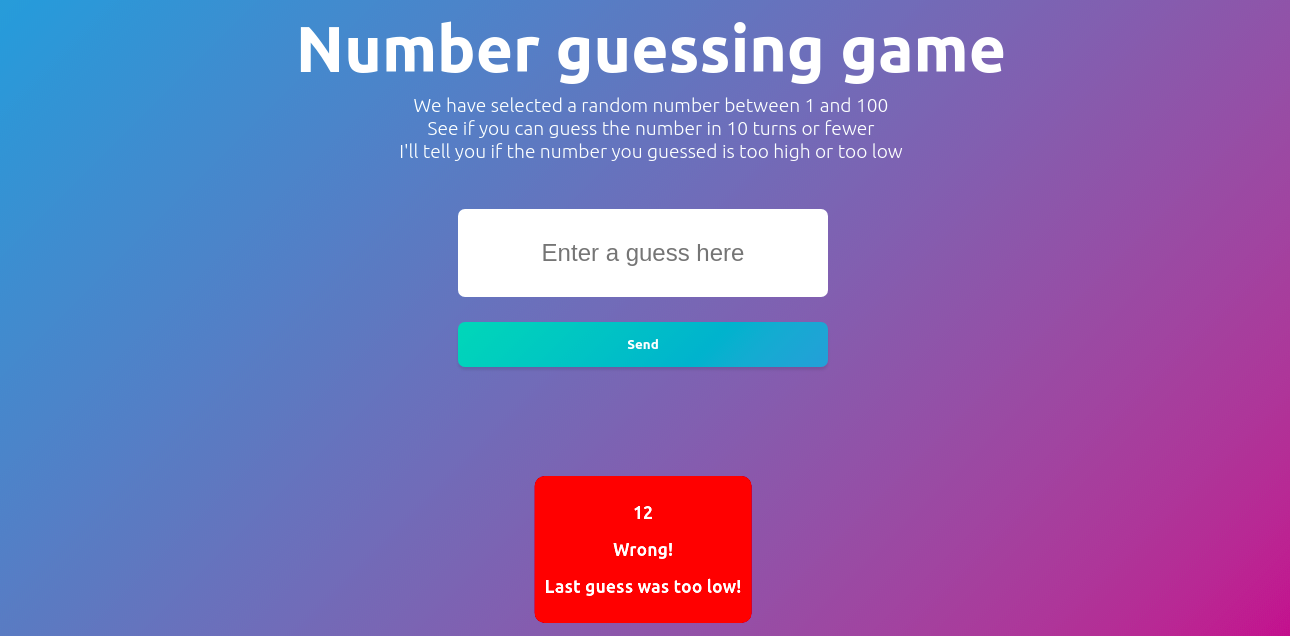 Number guessing game
We have selected a random number between 1 and 100
See if you can guess the number in 10 turns or fewer
I'll tell you if the number you guessed is too high or too low
Enter a guess here
Send
12
Wrong!
Last guess was too low!